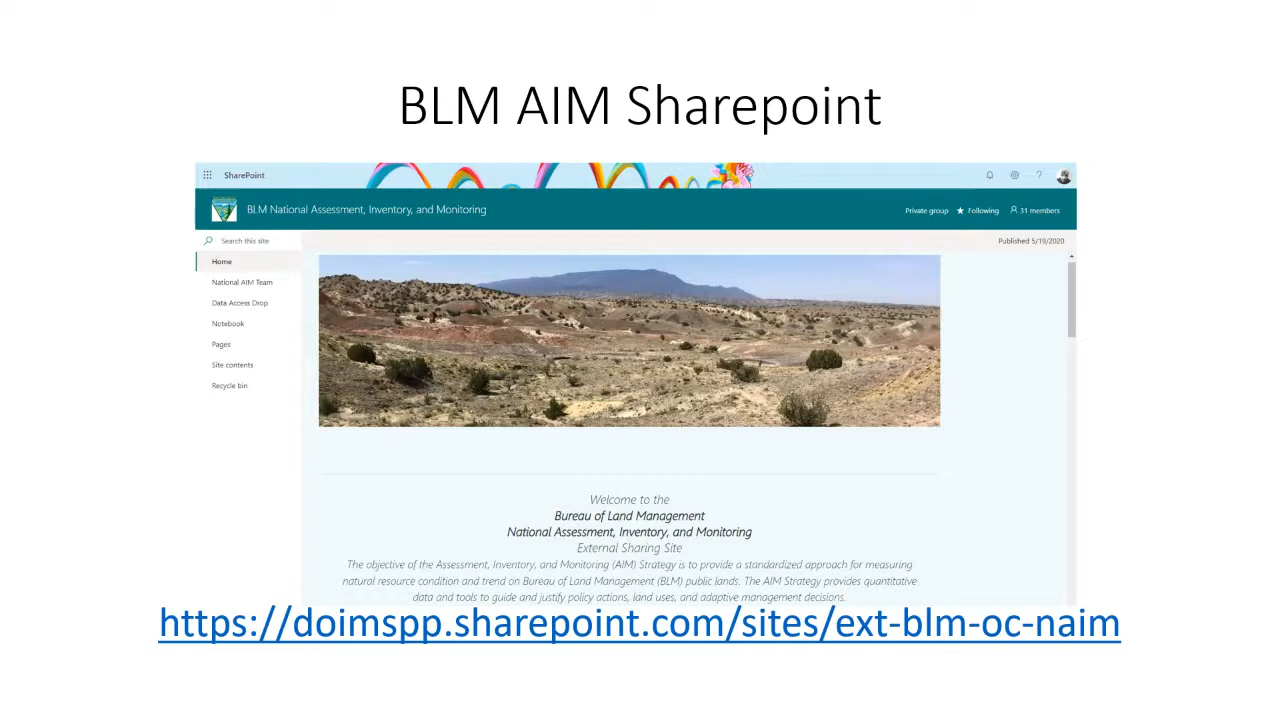 BLM AIM Sharepoint
SharePoint
?
BLM National Assessment, Inventory, and Monitoring
Private group
Following
31 members
Search this site
Published 5/19/2020
Home
National AIM Team
Data Access Drop
Notebook
Pages
Site contents
Recycle bin
Welcome to the
Bureau of Land Management
National Assessment, Inventory, and Monitoring
External Sharing Site
The objective of the Assessment, Inventory, and Monitoring (AIM) Strategy is to provide a standardized approach for measuring
natural resource condition and trend on Bureau of Land Management (BLM) public lands. The AIM Strategy provides quantitative
data and tools to guide and justify policy actions, land uses, and adaptive management decisions.
https://doimspp.sharepoint.com/sites/ext-blm-oc-naim